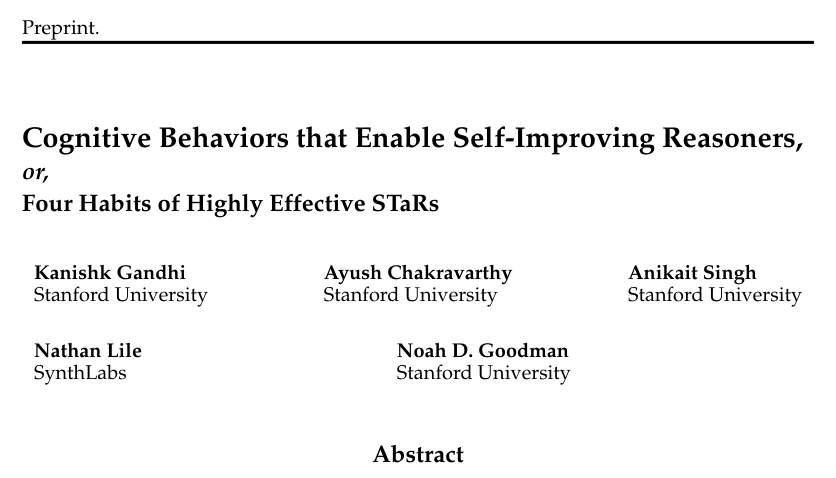 Preprint.
Cognitive Behaviors that Enable Self-Improving Reasoners,
or,
Four Habits of Highly Effective STaRs
Kanishk Gandhi Ayush Chakravarthy Anikait Singh
Stanford University Stanford University Stanford University
Nathan Lile Noah D. Goodman
SynthLabs Stanford University
Abstract